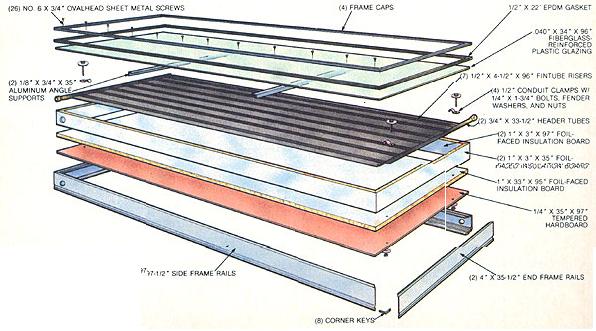 (26) NO. 6 X 3/4" OVALHEAD SHEET METAL SCREWS
(4) FRAME CAPS
1/2" X 22' EPDM GASKET
.040" X 34" X 96"
FIBERGLASS-
REINFORCED
PLASTIC GLAZING
(7) 1/2" X 4-1/2" X 96" FINTUBE RISERS
(2) 1/8" X 3/4" X 35"
ALUMINUM ANGLE
SUPPORTS
(4) 1/2" CONDUIT CLAMPS W/
1/4" X 1-3/4" BOLTS, FENDER
WASHERS, AND NUTS
(2) 3/4" X 33-1/2" HEADER TUBES
(2) 1" X 3" X 97" FOIL-
FACED INSULATION BOARD
(2) 1" X 3" X 35" FOIL-
FACED INSULATION BOARD
1" X 33" X 95" FOIL-FACED
INSULATION BOARD
1/4" X 35" X 97"
TEMPERED
HARDBOARD
97-1/2" SIDE FRAME RAILS
(2) 4" X 35-1/2" END FRAME RAILS
(8) CORNER KEYS